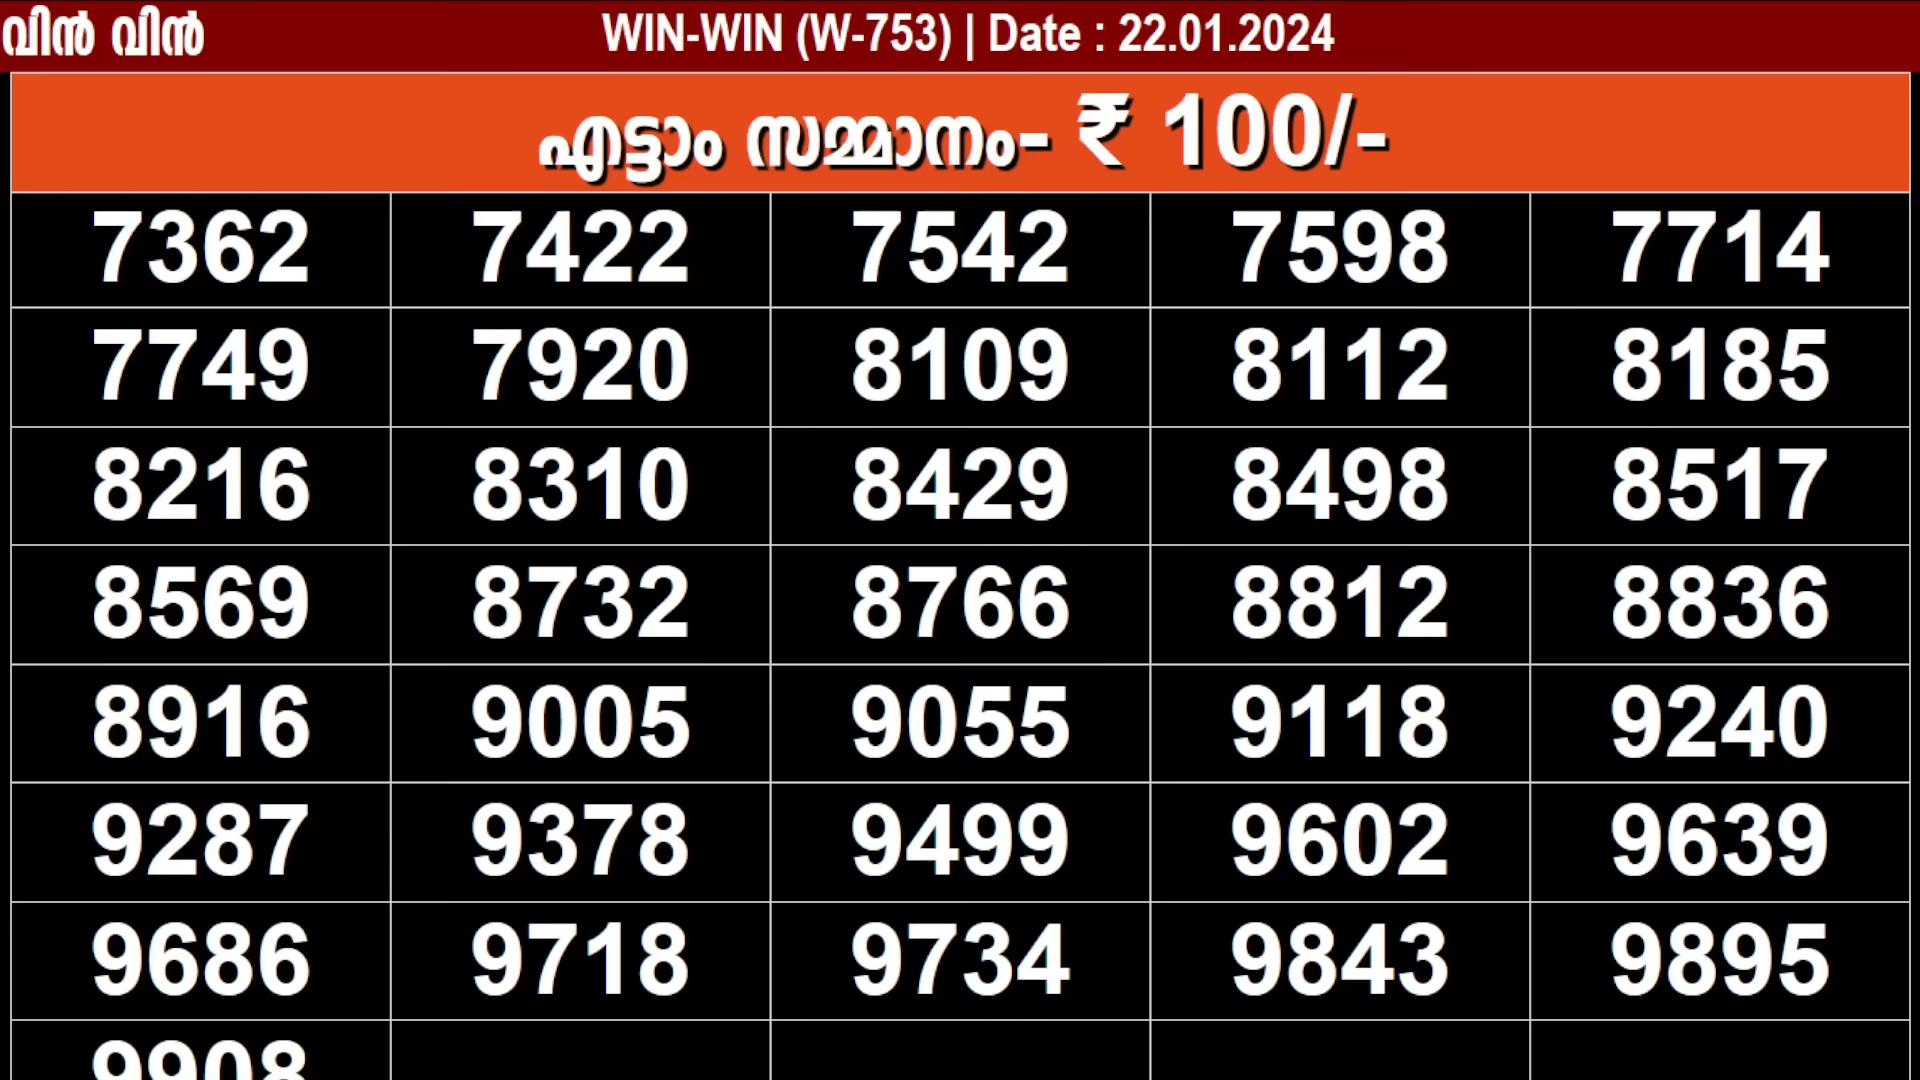 വിൻ വിൻ WIN-WIN (W-753) | Date : 22.01.2024
എട്ടാം സമ്മാനം- ₹ 100/-
7362 7422 7542 7598 7714
7749 7920 8109 8112 8185
8216 8310 8429 8498 8517
8569 8732 8766 8812 8836
8916 9005 9055 9118 9240
9287 9378 9499 9602 9639
9686 9718 9734 9843 9895
9908